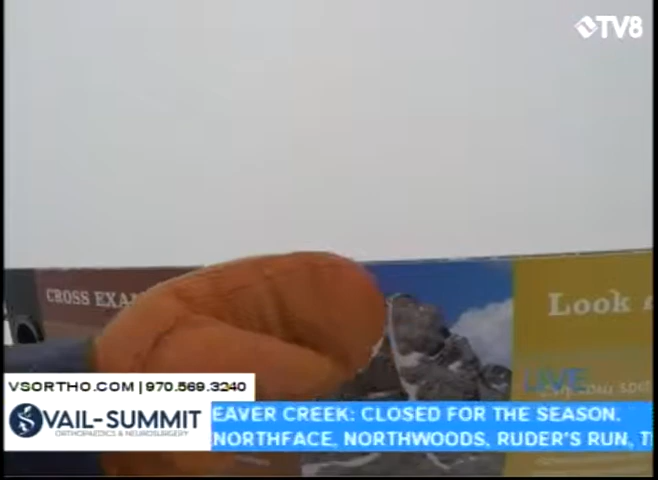 TV8
CROSS EXA
Look
LIVE
VSORTHO.COM | 970.569.3240
VAIL-SUMMIT
ORTHOPAEDICS & NEUROSURGERY
EAVER CREEK: CLOSED FOR THE SEASON.
NORTHFACE, NORTHWOODS, RUDER'S RUN, T